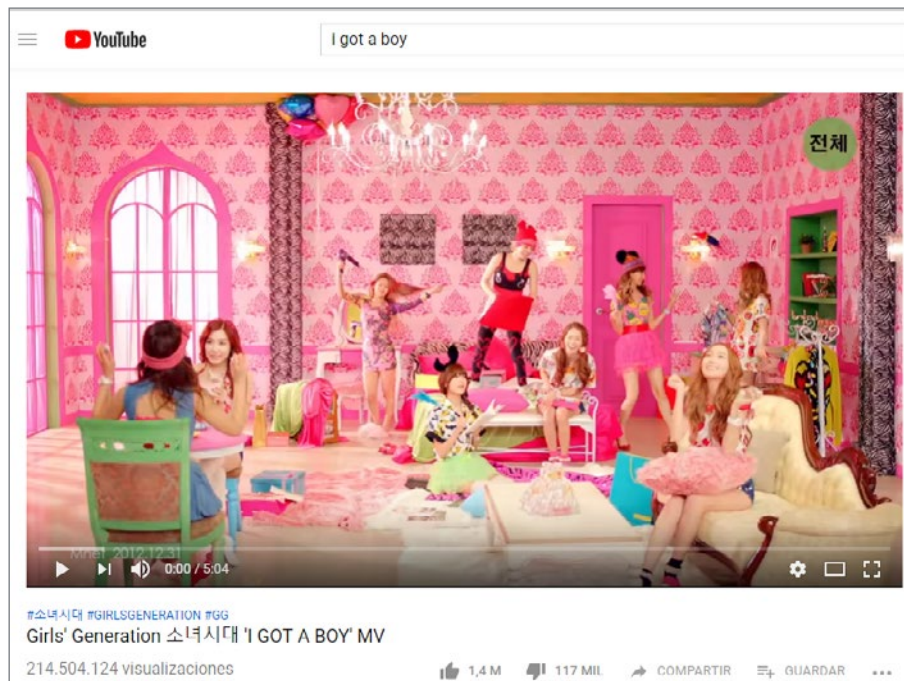 YouTube
i got a boy
전체
Mnet 2012.12.31
0:00 / 5:04
#소녀시대 #GIRLSGENERATION #GG
Girls' Generation 소녀시대 'I GOT A BOY' MV
214.504.124 visualizaciones 1,4 M 117 MIL COMPARTIR GUARDAR